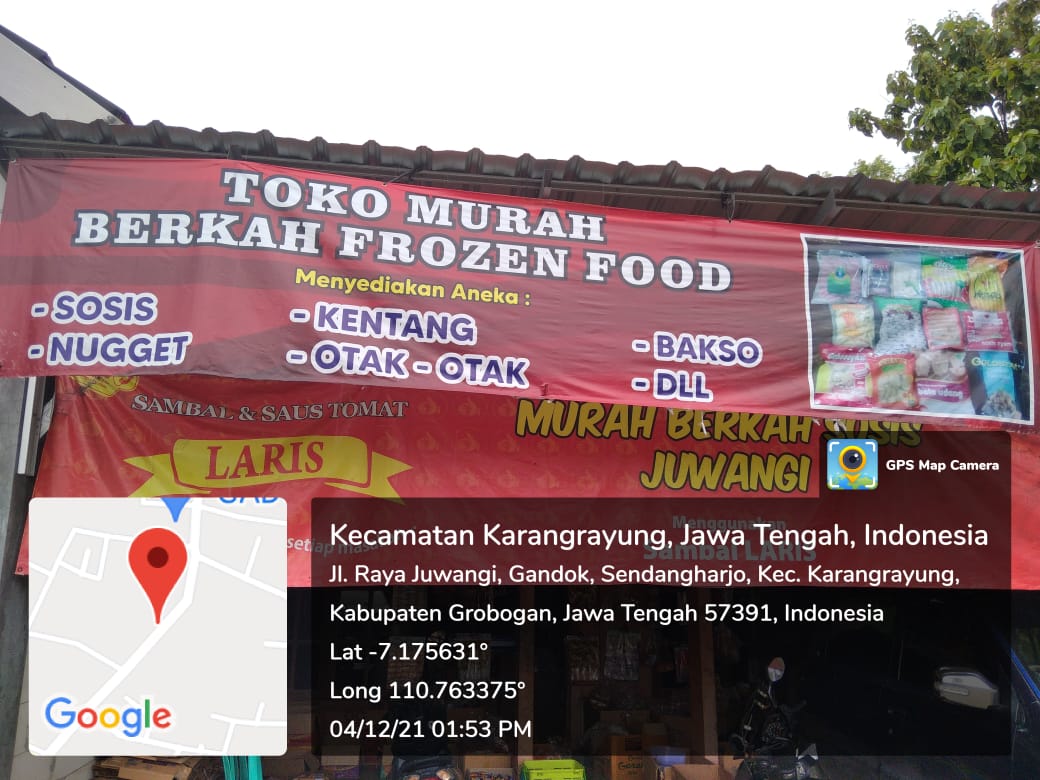 TOKO MURAH
BERKAH FROZEN FOOD
Menyediakan Aneka :
- SOSIS
- NUGGET
- KENTANG
- OTAK - OTAK
- BAKSO
- DLL
SAMBAL & SAUS TOMAT
LARIS
MURAH BERKAH SOSIS
JUWANGI
Menggunakan
Sambal LARIS
setiap
GPS Map Camera
Kecamatan Karangrayung, Jawa Tengah, Indonesia
Jl. Raya Juwangi, Gandok, Sendangharjo, Kec. Karangrayung,
Kabupaten Grobogan, Jawa Tengah 57391, Indonesia
Lat -7.175631°
Long 110.763375°
04/12/21 01:53 PM
Google